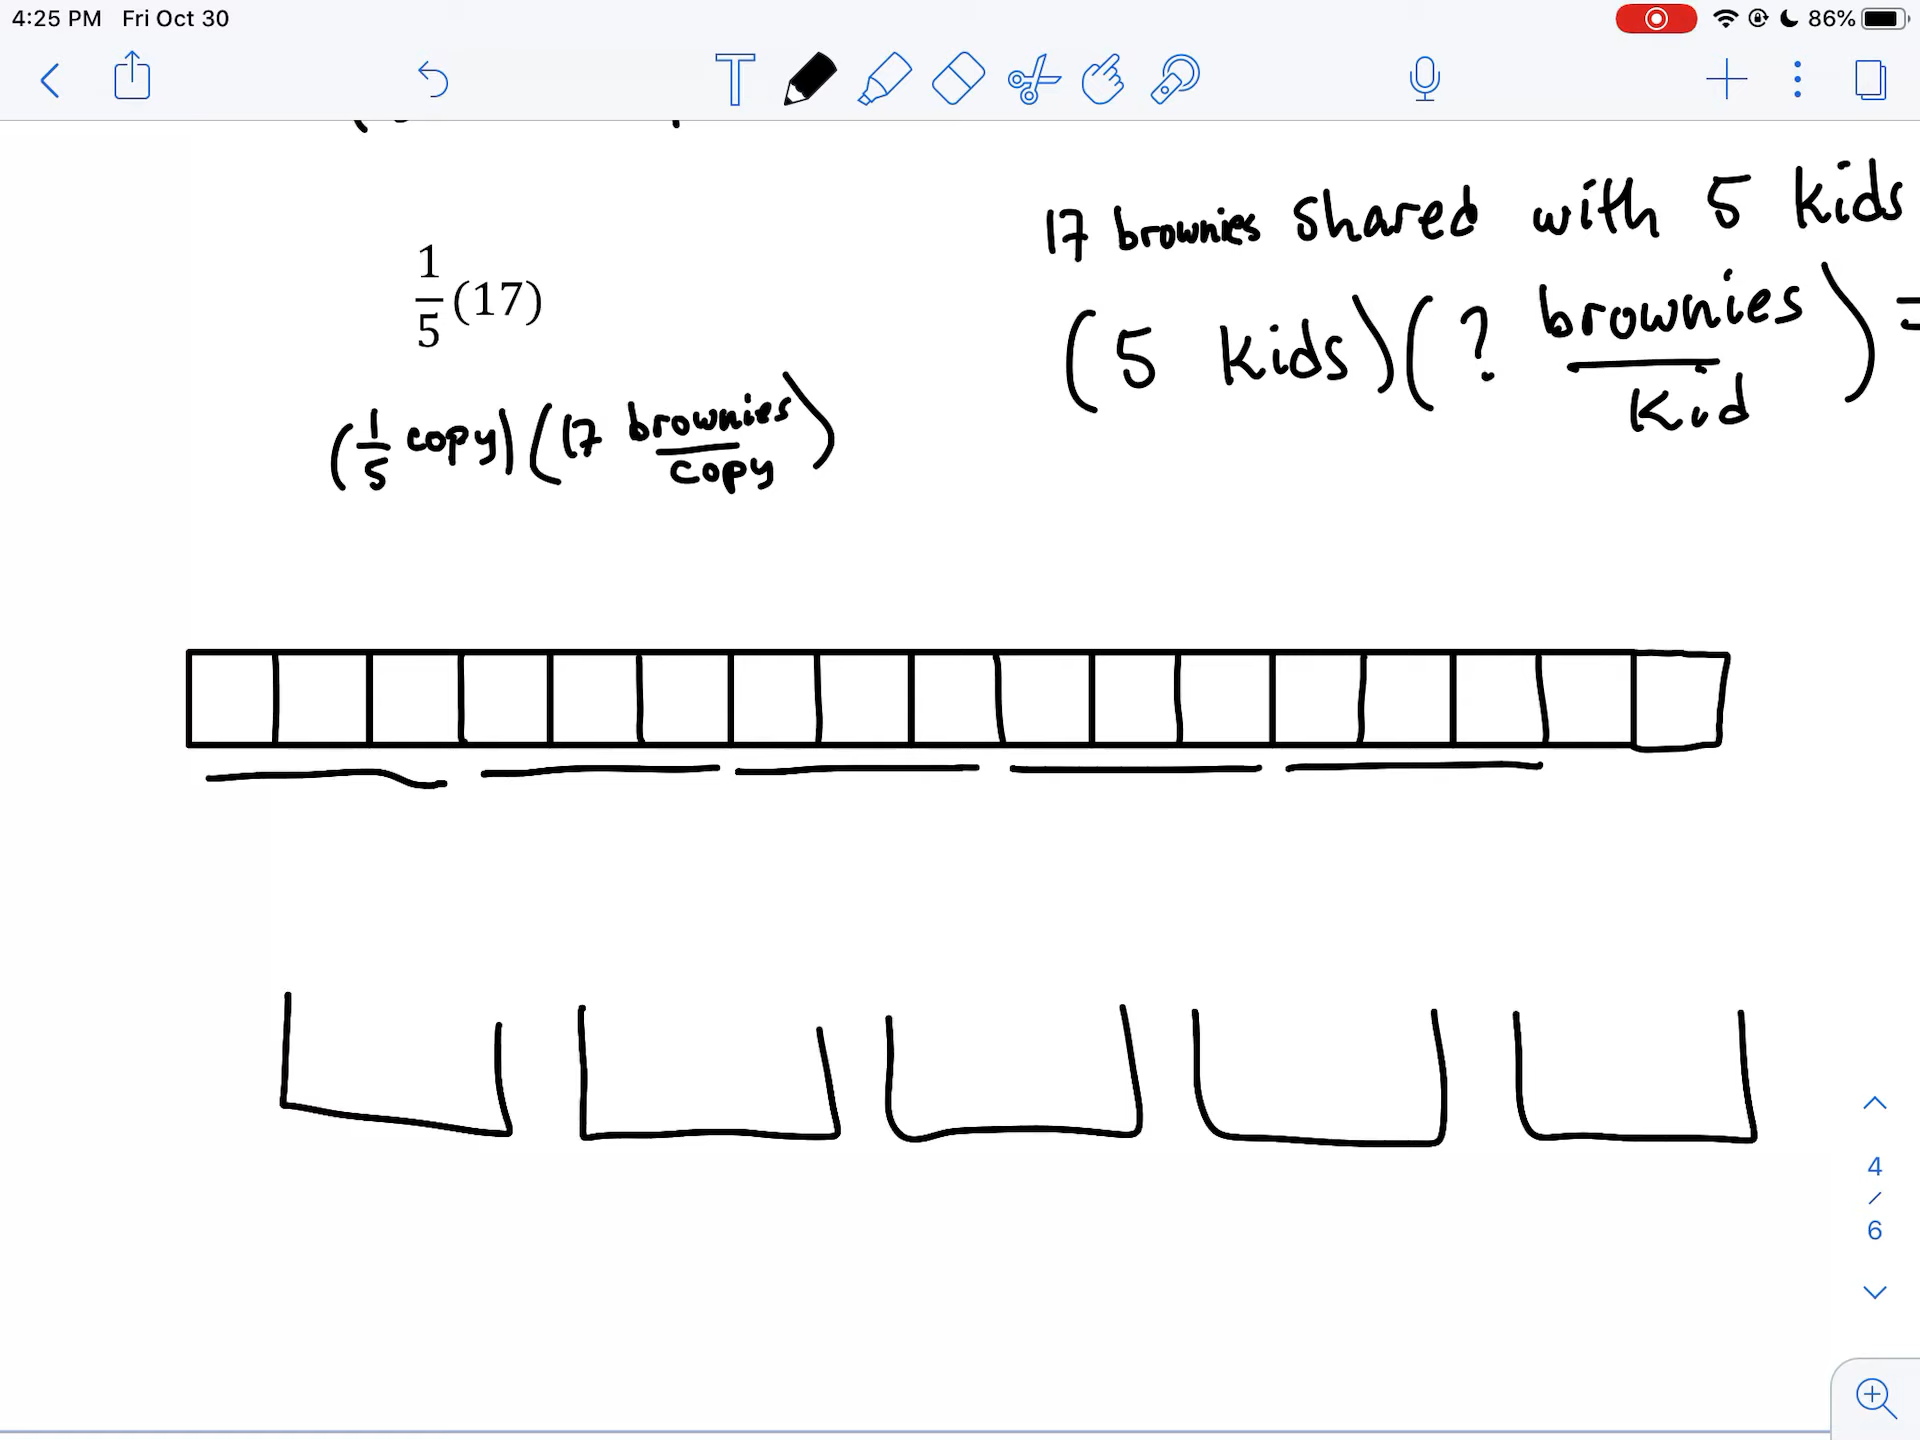 4:25 PM Fri Oct 30
86%
T
17 brownies shared with 5 kids
1/5(17)
(5 kids)(? brownies/kid) =
(1/5 copy)(17 brownies/copy)
4
/
6